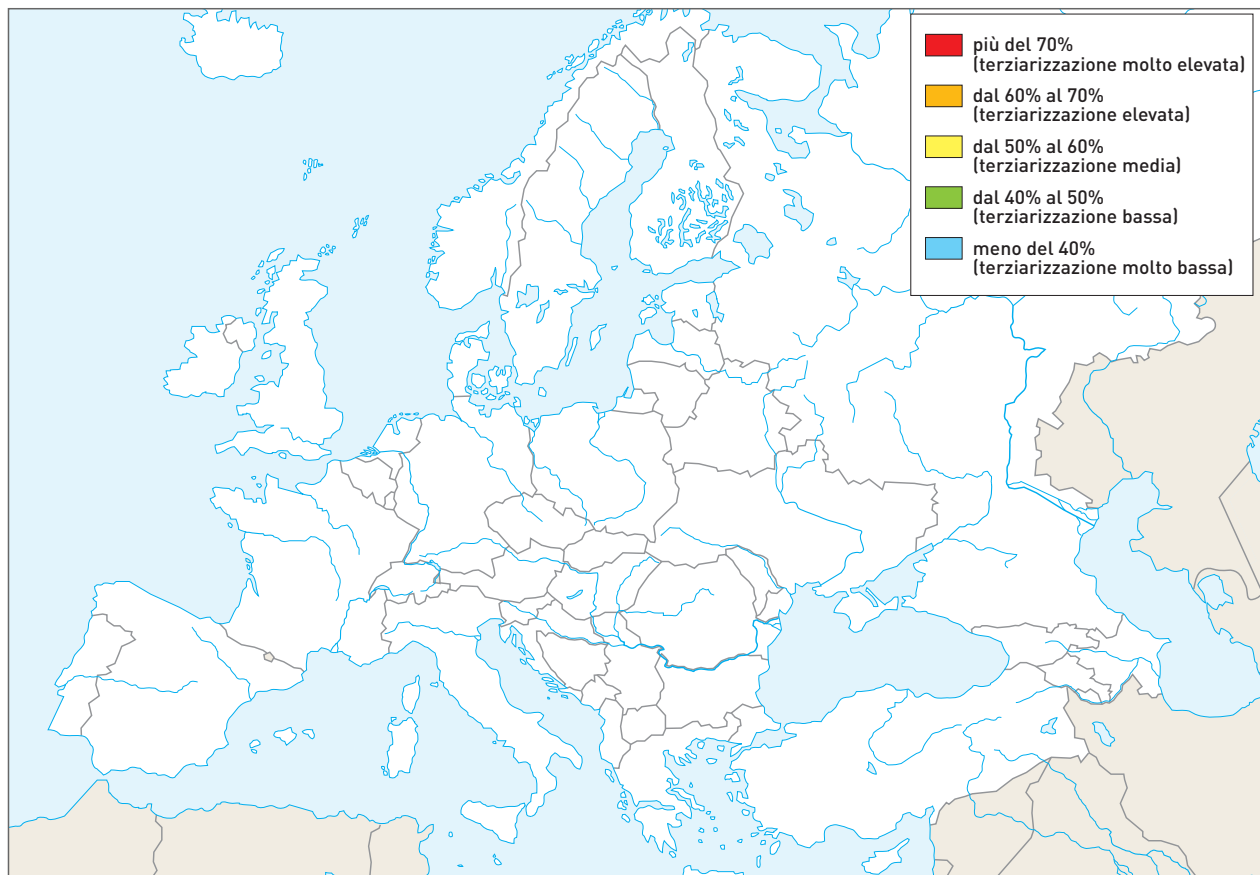 più del 70%
(terziarizzazione molto elevata)
dal 60% al 70%
(terziarizzazione elevata)
dal 50% al 60%
(terziarizzazione media)
dal 40% al 50%
(terziarizzazione bassa)
meno del 40%
(terziarizzazione molto bassa)